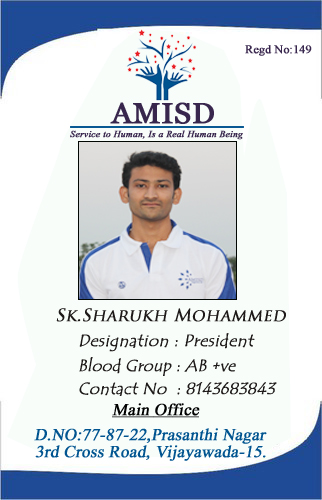 Regd No:149
AMISD
Service to Human, Is a Real Human Being
SK.SHARUKH MOHAMMED
Designation : President
Blood Group : AB +ve
Contact No : 8143683843
Main Office
D.NO:77-87-22,Prasanthi Nagar
3rd Cross Road, Vijayawada-15.